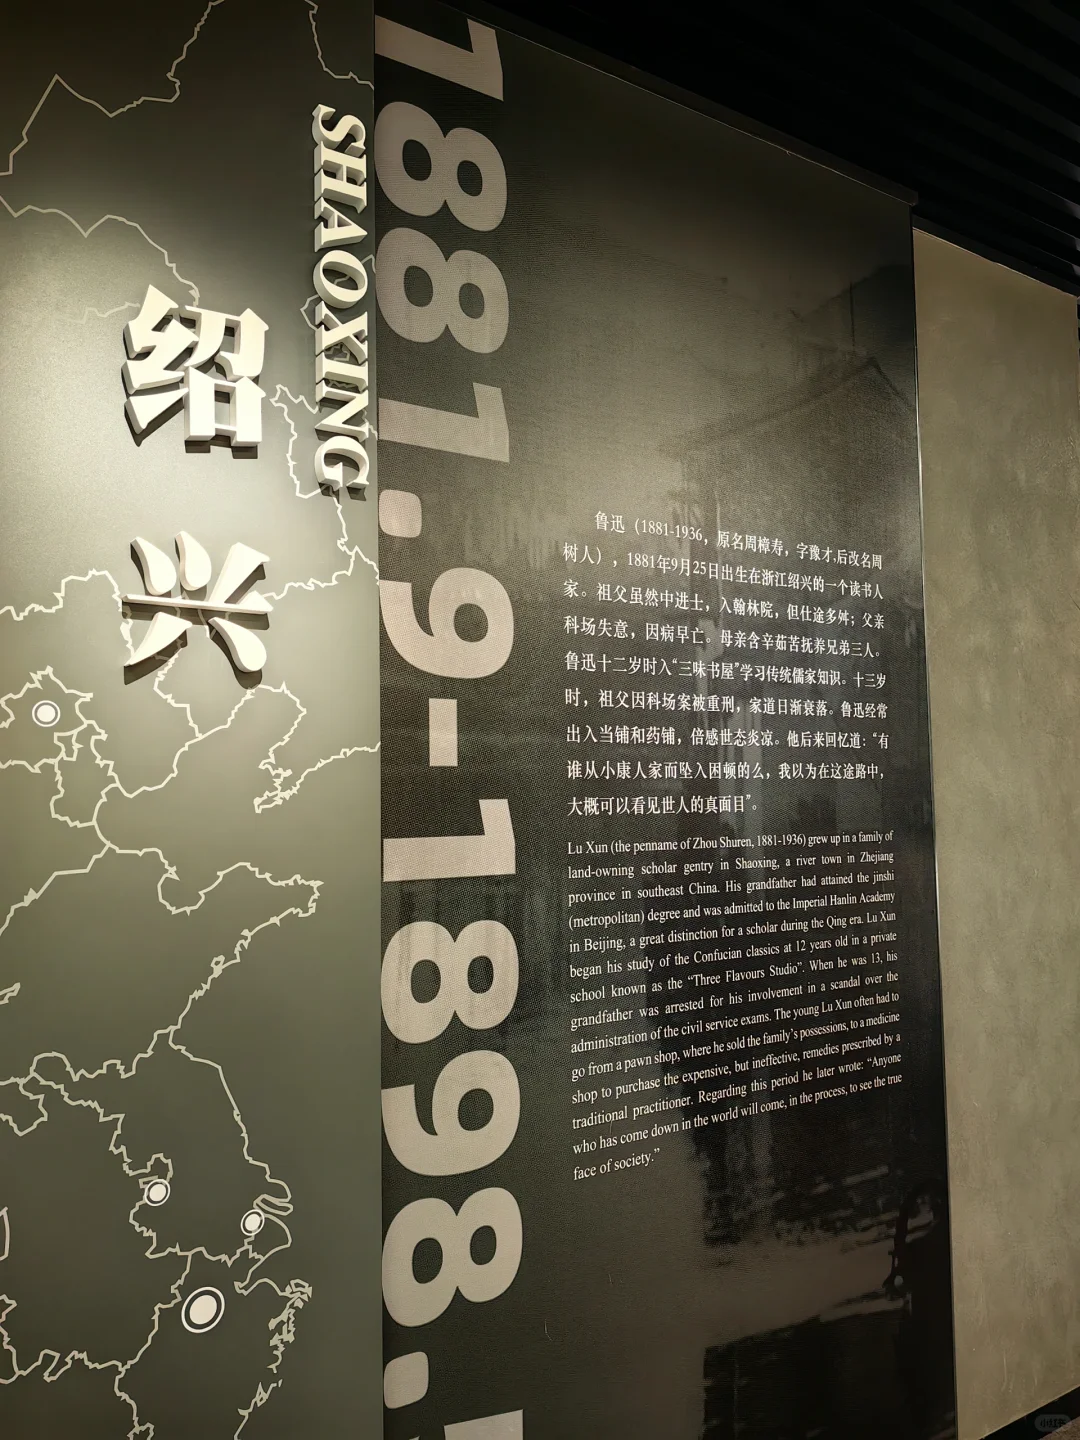 绍兴
SHAOXING
1881.9-1898.
鲁迅（1881-1936，原名周樟寿，字豫才,后改名周
树人），1881年9月25日出生在浙江绍兴的一个读书人
家。祖父虽然中进士，入翰林院，但仕途多舛；父亲
科场失意，因病早亡。母亲含辛茹苦抚养兄弟三人。
鲁迅十二岁时入“三味书屋”学习传统儒家知识。十三岁
时，祖父因科场案被重刑，家道日渐衰落。鲁迅经常
出入当铺和药铺，倍感世态炎凉。他后来回忆道：“有
谁从小康人家而坠入困顿的么，我以为在这途路中，
大概可以看见世人的真面目”。
Lu Xun (the penname of Zhou Shuren, 1881-1936) grew up in a family of
land-owning scholar gentry in Shaoxing, a river town in Zhejiang
province in southeast China. His grandfather had attained the jinshi
(metropolitan) degree and was admitted to the Imperial Hanlin Academy
in Beijing, a great distinction for a scholar during the Qing era. Lu Xun
began his study of the Confucian classics at 12 years old in a private
school known as the “Three Flavours Studio”. When he was 13, his
grandfather was arrested for his involvement in a scandal over the
administration of the civil service exams. The young Lu Xun often had to
go from a pawn shop, where he sold the family's possessions, to a medicine
shop to purchase the expensive, but ineffective, remedies prescribed by a
traditional practitioner. Regarding this period he later wrote: “Anyone
who has come down in the world will come, in the process, to see the true
face of society.”